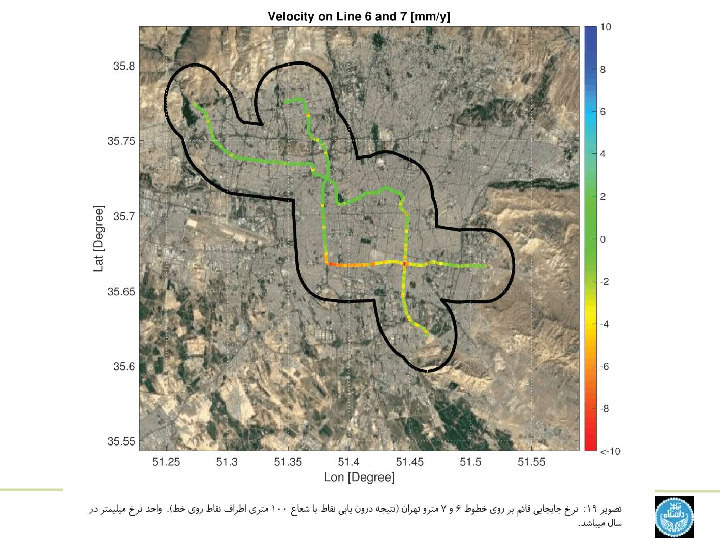 Velocity on Line 6 and 7 [mm/y]
35.8
35.75
35.7
35.65
35.6
35.55
Lat [Degree]
51.25 51.3 51.35 51.4 51.45 51.5 51.55
Lon [Degree]
10
8
6
4
2
0
-2
-4
-6
-8
<-10
تصویر ۱۹: نرخ جابجایی قائم بر روی خطوط ۶ و ۷ مترو تهران (نتیجه درون یابی نقاط با شعاع ۱۰۰ متری اطراف نقاط روی خط). واحد نرخ میلیمتر در
سال میباشد.